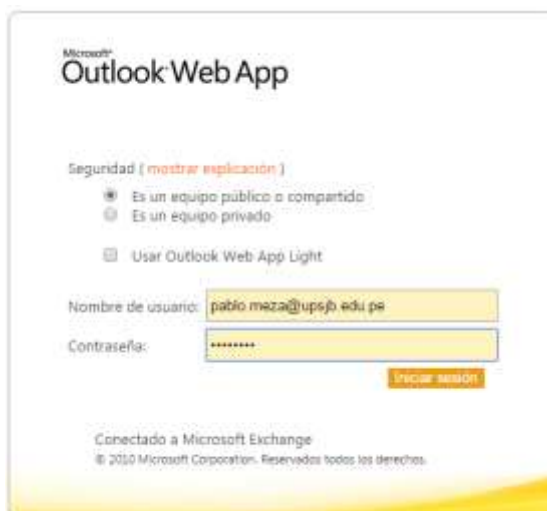 Microsoft®
Outlook Web App
Seguridad ( mostrar explicación )
Es un equipo público o compartido
Es un equipo privado
Usar Outlook Web App Light
Nombre de usuario: pablo.meza@upsjb.edu.pe
Contraseña: ••••••••
Iniciar sesión
Conectado a Microsoft Exchange
© 2010 Microsoft Corporation. Reservados todos los derechos.